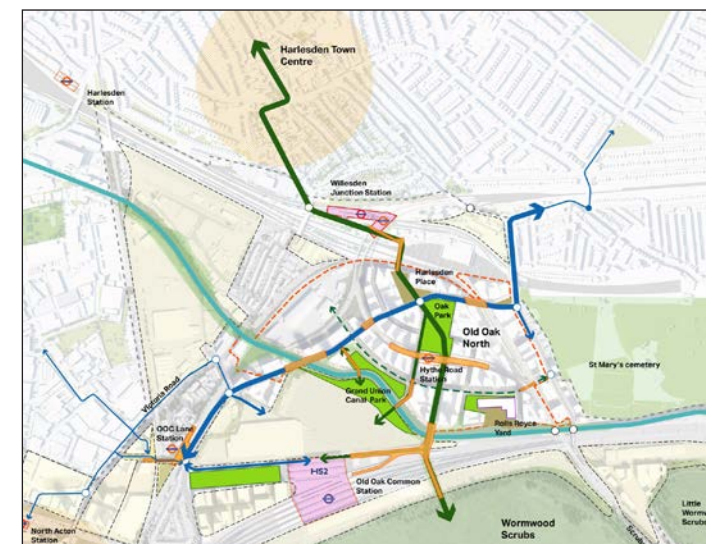 Harlesden Town
Centre
Harlesden
Station
Willesden
Junction Station
Harlesden
Place
Oak
Park
Old Oak
North
St Mary's cemetery
Hythe Road
Station
Victoria Road
Grand Union
Canal Park
Rolls Royce
Yard
OOC Lane
Station
HS2
Old Oak Common
Station
North Acton
Station
Wormwood
Scrubs
Little
Worm
Scrubs